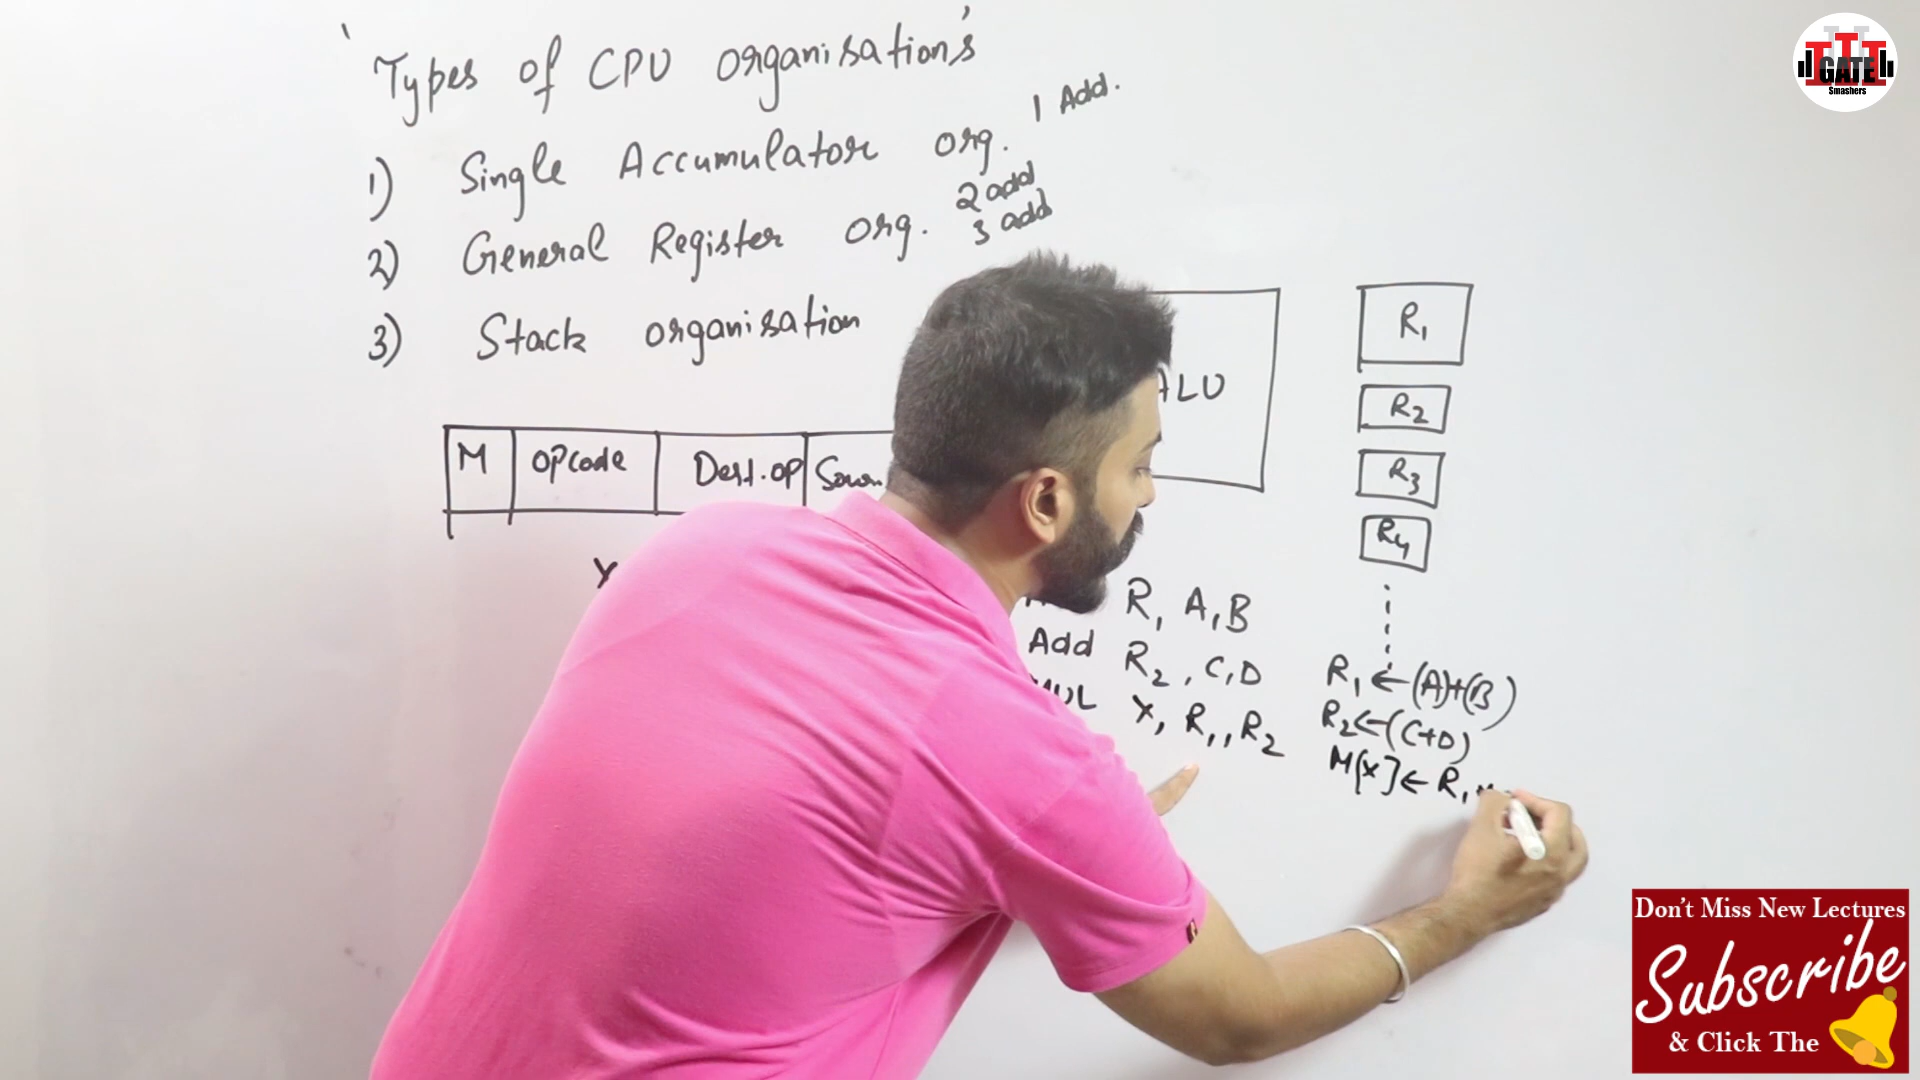 'Types of CPU organisation's'
1) Single Accumulator org. 1 Add.
2) General Register org. 2 add
3 add
3) Stack organisation
ALU
R1
R2
R3
R4
M opcode Dest.op
X
R1 A,B
Add R2, C,D
MUL X, R1, R2
R1 ← (A)+(B)
R2 ← (C+D)
M[X] ← R1
GATE
Smashers
Don't Miss New Lectures
Subscribe
& Click The